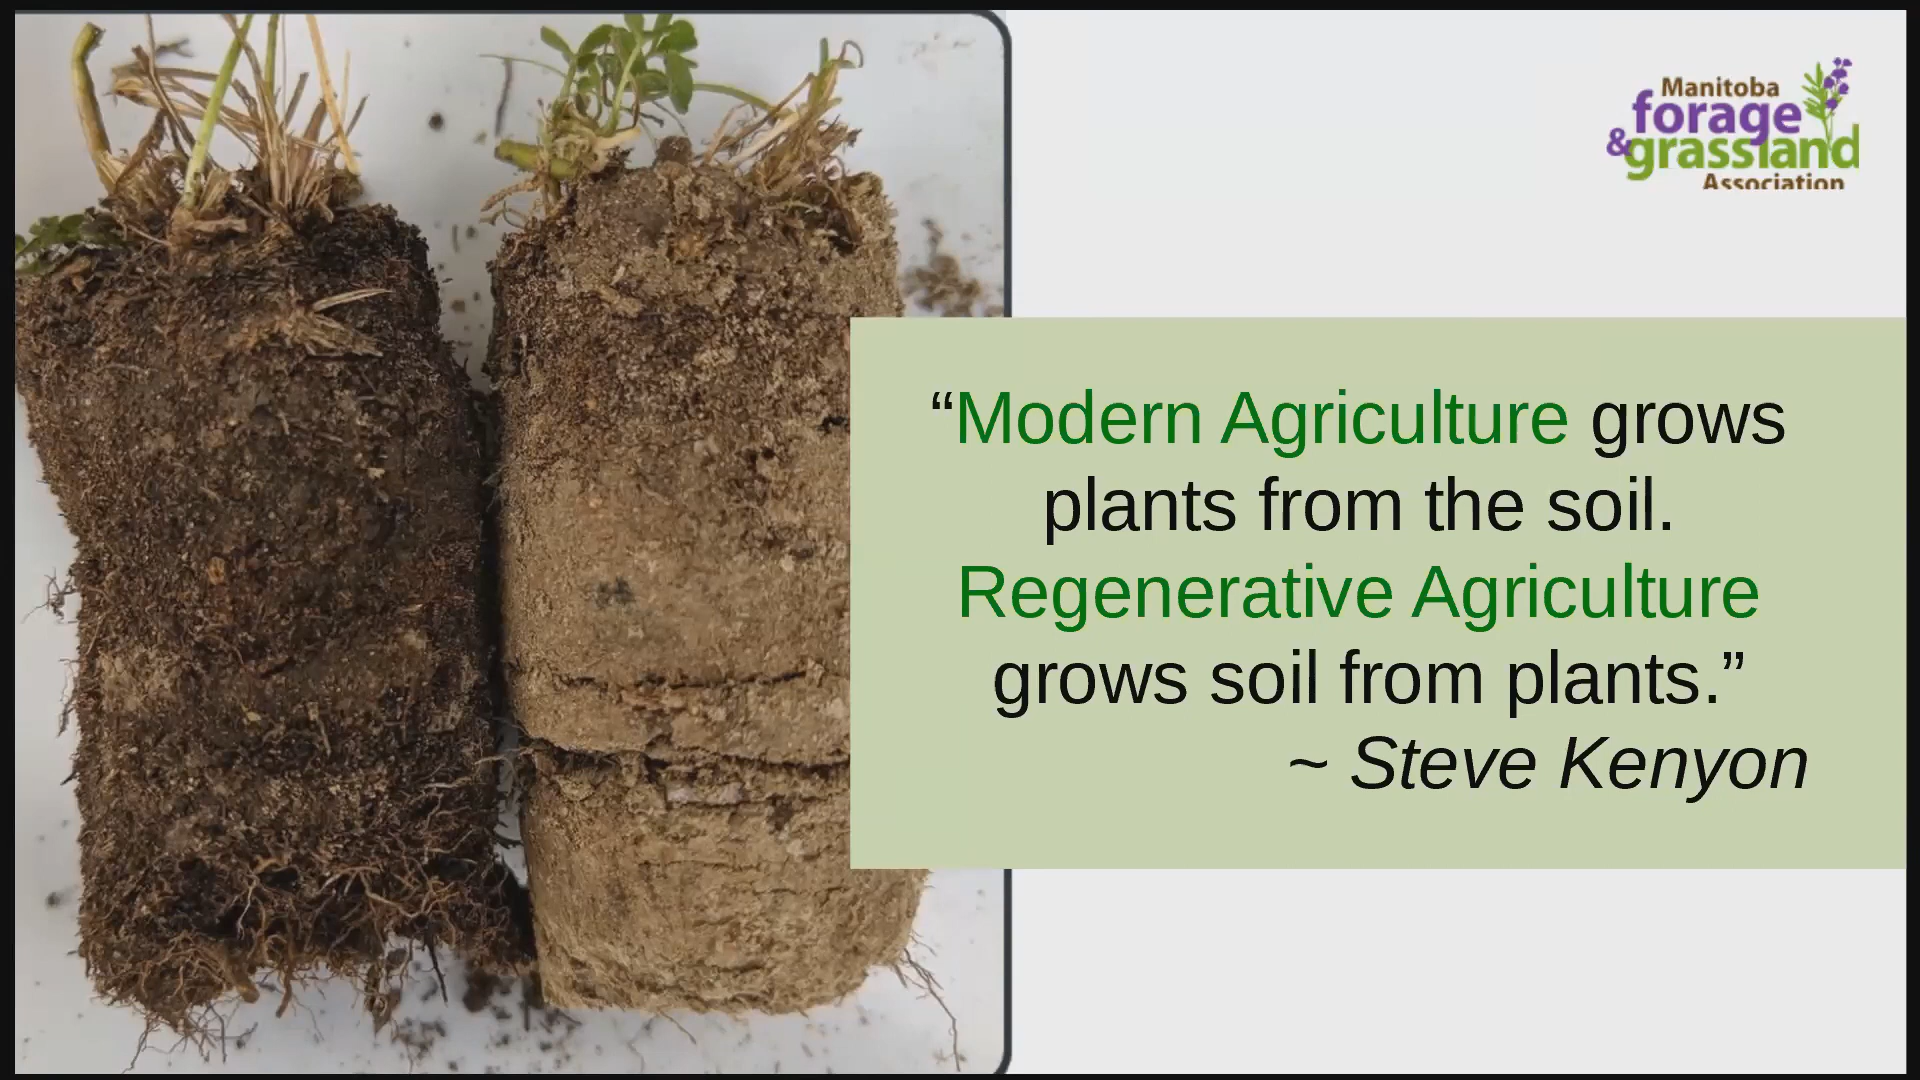 Manitoba
forage
&grassland
Association
“Modern Agriculture grows
plants from the soil.
Regenerative Agriculture
grows soil from plants.”
~ Steve Kenyon